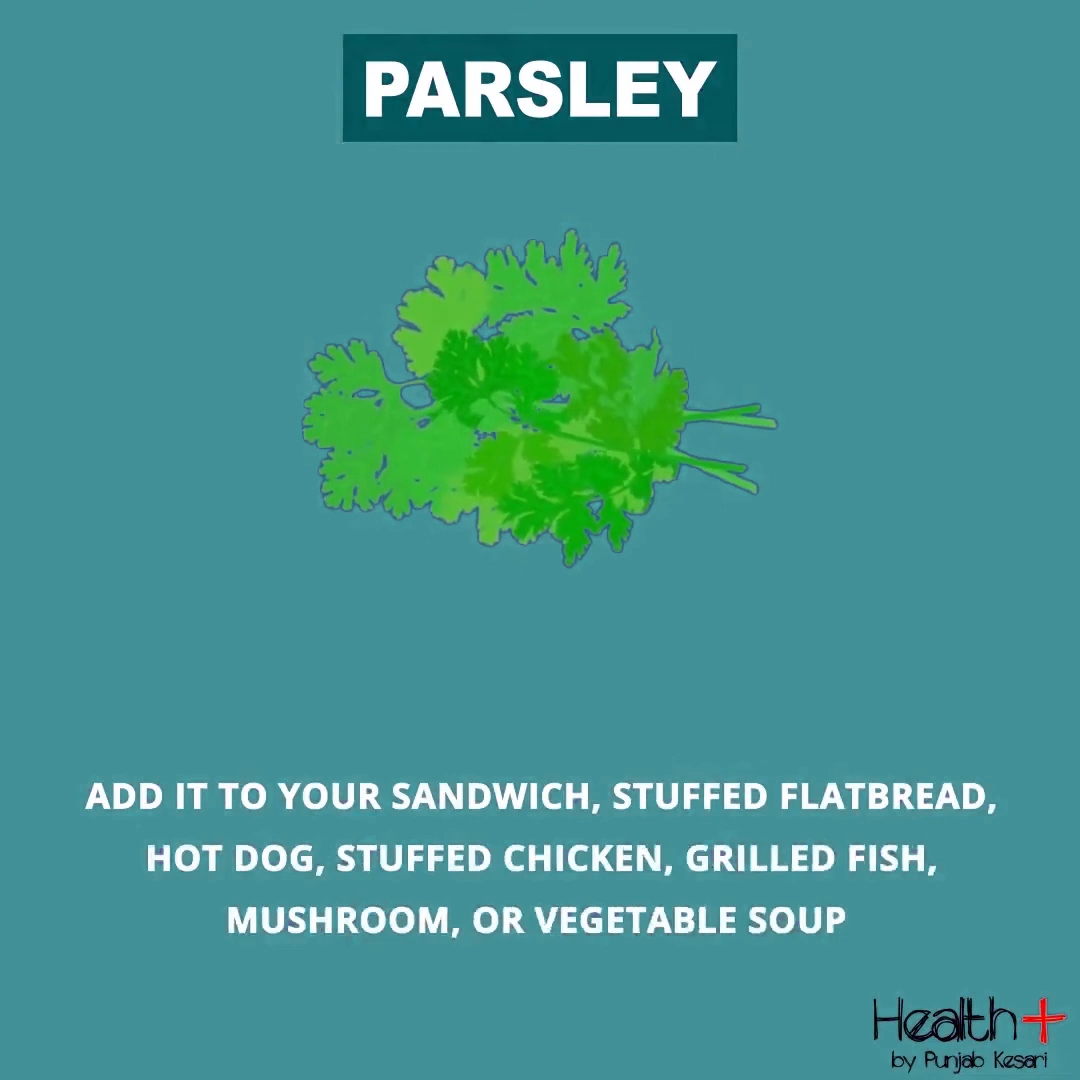 PARSLEY
ADD IT TO YOUR SANDWICH, STUFFED FLATBREAD,
HOT DOG, STUFFED CHICKEN, GRILLED FISH,
MUSHROOM, OR VEGETABLE SOUP
Health+
by Punjab Kesari